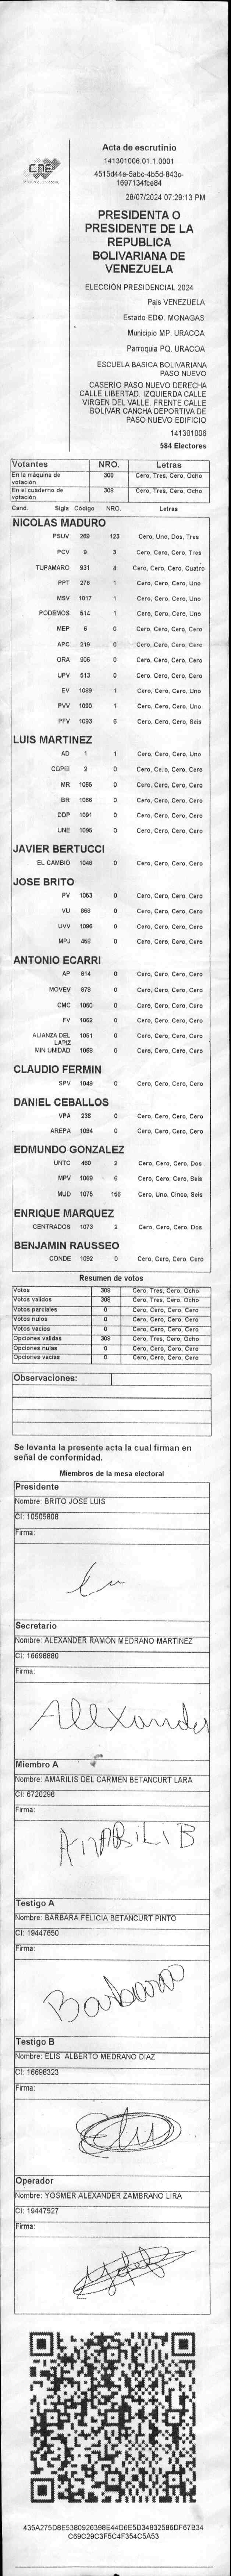 CNE
Acta de escrutinio
141301006.01.1.0001
4515d44e-5abc-4b5d-843c-
1697134fce84
28/07/2024 07:29:13 PM
PRESIDENTA O
PRESIDENTE DE LA
REPUBLICA
BOLIVARIANA DE
VENEZUELA
ELECCIÓN PRESIDENCIAL 2024
Pais VENEZUELA
Estado EDO. MONAGAS
Municipio MP. URACOA
Parroquia PQ. URACOA
ESCUELA BASICA BOLIVARIANA
PASO NUEVO
CASERIO PASO NUEVO DERECHA
CALLE LIBERTAD. IZQUIERDA CALLE
VIRGEN DEL VALLE. FRENTE CALLE
BOLIVAR CANCHA DEPORTIVA DE
PASO NUEVO EDIFICIO
141301006
584 Electores
Votantes NRO. Letras
En la máquina de votación 308 Cero, Tres, Cero, Ocho
En el cuaderno de votación 308 Cero, Tres, Cero, Ocho
Cand. Sigla Código NRO. Letras
NICOLAS MADURO
PSUV 269 123 Cero, Uno, Dos, Tres
PCV 9 3 Cero, Cero, Cero, Tres
TUPAMARO 931 4 Cero, Cero, Cero, Cuatro
PPT 276 1 Cero, Cero, Cero, Uno
MSV 1017 1 Cero, Cero, Cero, Uno
PODEMOS 514 1 Cero, Cero, Cero, Uno
MEP 6 0 Cero, Cero, Cero, Cero
APC 219 0 Cero, Cero, Cero, Cero
ORA 906 0 Cero, Cero, Cero, Cero
UPV 513 0 Cero, Cero, Cero, Cero
EV 1089 1 Cero, Cero, Cero, Uno
PVV 1090 1 Cero, Cero, Cero, Uno
PFV 1093 6 Cero, Cero, Cero, Seis
LUIS MARTINEZ
AD 1 1 Cero, Cero, Cero, Uno
COPEI 2 0 Cero, Cero, Cero, Cero
MR 1065 0 Cero, Cero, Cero, Cero
BR 1066 0 Cero, Cero, Cero, Cero
DDP 1091 0 Cero, Cero, Cero, Cero
UNE 1095 0 Cero, Cero, Cero, Cero
JAVIER BERTUCCI
EL CAMBIO 1048 0 Cero, Cero, Cero, Cero
JOSE BRITO
PV 1053 0 Cero, Cero, Cero, Cero
VU 868 0 Cero, Cero, Cero, Cero
UVV 1096 0 Cero, Cero, Cero, Cero
MPJ 458 0 Cero, Cero, Cero, Cero
ANTONIO ECARRI
AP 814 0 Cero, Cero, Cero, Cero
MOVEV 878 0 Cero, Cero, Cero, Cero
CMC 1050 0 Cero, Cero, Cero, Cero
FV 1062 0 Cero, Cero, Cero, Cero
ALIANZA DEL LAPIZ 1051 0 Cero, Cero, Cero, Cero
MIN UNIDAD 1068 0 Cero, Cero, Cero, Cero
CLAUDIO FERMIN
SPV 1049 0 Cero, Cero, Cero, Cero
DANIEL CEBALLOS
VPA 236 0 Cero, Cero, Cero, Cero
AREPA 1094 0 Cero, Cero, Cero, Cero
EDMUNDO GONZALEZ
UNTC 460 2 Cero, Cero, Cero, Dos
MPV 1069 6 Cero, Cero, Cero, Seis
MUD 1075 156 Cero, Uno, Cinco, Seis
ENRIQUE MARQUEZ
CENTRADOS 1073 2 Cero, Cero, Cero, Dos
BENJAMIN RAUSSEO
CONDE 1092 0 Cero, Cero, Cero, Cero
Resumen de votos
Votos 308 Cero, Tres, Cero, Ocho
Votos validos 308 Cero, Tres, Cero, Ocho
Votos parciales 0 Cero, Cero, Cero, Cero
Votos nulos 0 Cero, Cero, Cero, Cero
Votos vacios 0 Cero, Cero, Cero, Cero
Opciones validas 308 Cero, Tres, Cero, Ocho
Opciones nulas 0 Cero, Cero, Cero, Cero
Opciones vacias 0 Cero, Cero, Cero, Cero
Observaciones:
Se levanta la presente acta la cual firman en
señal de conformidad.
Miembros de la mesa electoral
Presidente
Nombre: BRITO JOSE LUIS
CI: 10505808
Firma:
Secretario
Nombre: ALEXANDER RAMON MEDRANO MARTINEZ
CI: 16698880
Firma:
Alexander
Miembro A
Nombre: AMARILIS DEL CARMEN BETANCURT LARA
CI: 6720298
Firma:
Testigo A
Nombre: BARBARA FELICIA BETANCURT PINTO
CI: 19447650
Firma:
Barbara
Testigo B
Nombre: ELIS ALBERTO MEDRANO DIAZ
CI: 16698323
Firma:
Operador
Nombre: YOSMER ALEXANDER ZAMBRANO LIRA
CI: 19447527
Firma:
435A275D8E5380926398E44D6E5D34832586DF67B34
C69C29C3F5C4F354C5A53